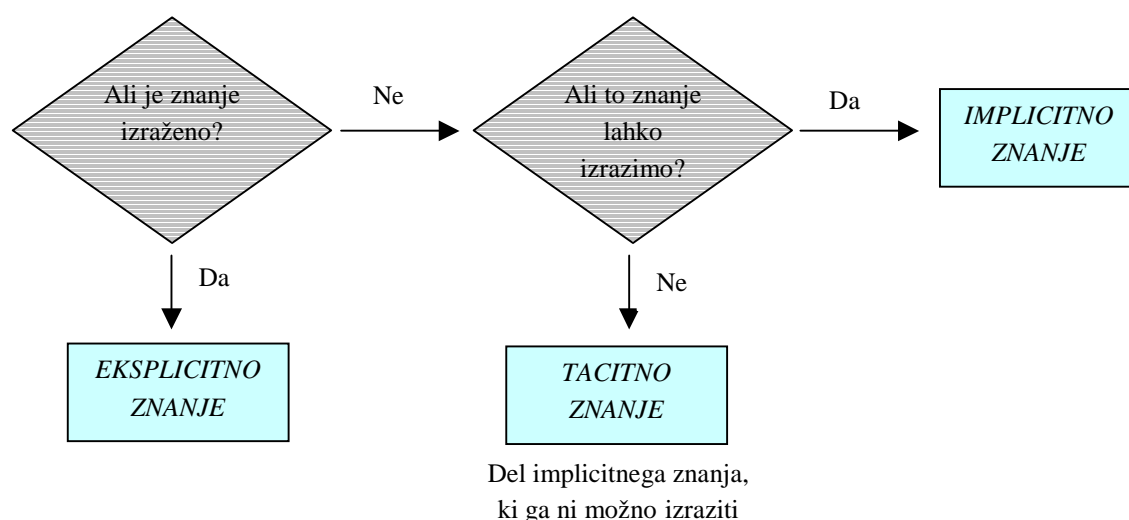 Ali je znanje
izraženo?
Ne
Ali to znanje
lahko
izrazimo?
Da
IMPLICITNO
ZNANJE
Da
Ne
EKSPLICITNO
ZNANJE
TACITNO
ZNANJE
Del implicitnega znanja,
ki ga ni možno izraziti